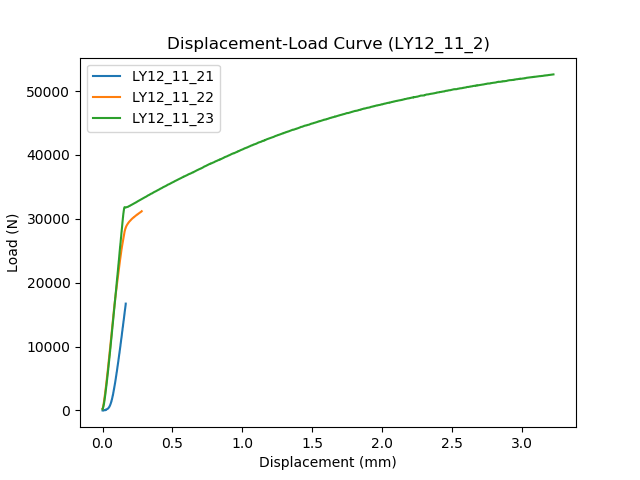 Displacement-Load Curve (LY12_11_2)
LY12_11_21
LY12_11_22
LY12_11_23
Load (N)
50000
40000
30000
20000
10000
0
0.0 0.5 1.0 1.5 2.0 2.5 3.0
Displacement (mm)